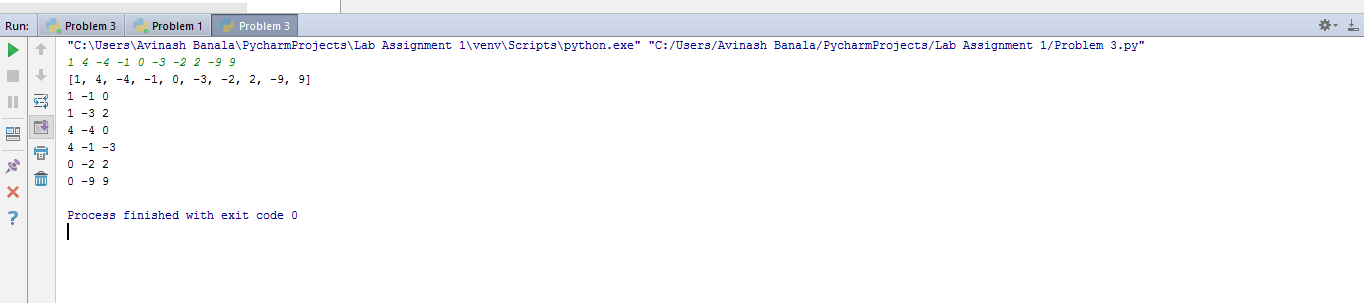 Run: Problem 3 Problem 1 Problem 3
"C:\Users\Avinash Banala\PycharmProjects\Lab Assignment 1\venv\Scripts\python.exe" "C:/Users/Avinash Banala/PycharmProjects/Lab Assignment 1/Problem 3.py"
1 4 -4 -1 0 -3 -2 2 -9 9
[1, 4, -4, -1, 0, -3, -2, 2, -9, 9]
1 -1 0
1 -3 2
4 -4 0
4 -1 -3
0 -2 2
0 -9 9
Process finished with exit code 0